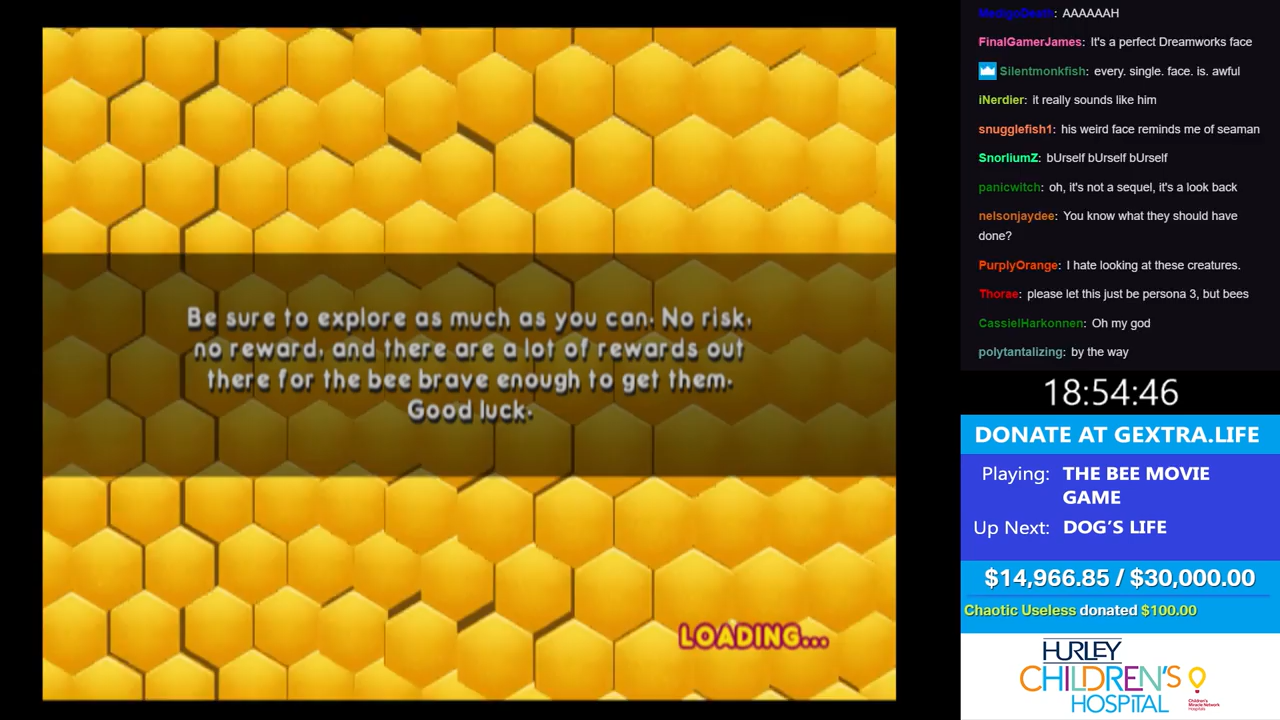 Be sure to explore as much as you can. No risk,
no reward, and there are a lot of rewards out
there for the bee brave enough to get them.
Good luck.
LOADING...
: AAAAAAH
FinalGamerJames: It's a perfect Dreamworks face
Silentmonkfish: every. single. face. is. awful
iNerdier: it really sounds like him
snugglefish1: his weird face reminds me of seaman
SnorliumZ: bUrself bUrself bUrself
panicwitch: oh, it's not a sequel, it's a look back
nelsonjaydee: You know what they should have
done?
PurplyOrange: I hate looking at these creatures.
Thorae: please let this just be persona 3, but bees
CassielHarkonnen: Oh my god
polytantalizing: by the way
18:54:46
DONATE AT GEXTRA.LIFE
Playing: THE BEE MOVIE
GAME
Up Next: DOG'S LIFE
$14,966.85 / $30,000.00
Chaotic Useless donated $100.00
HURLEY
CHILDREN'S
HOSPITAL
Children's
Miracle Network
Hospitals